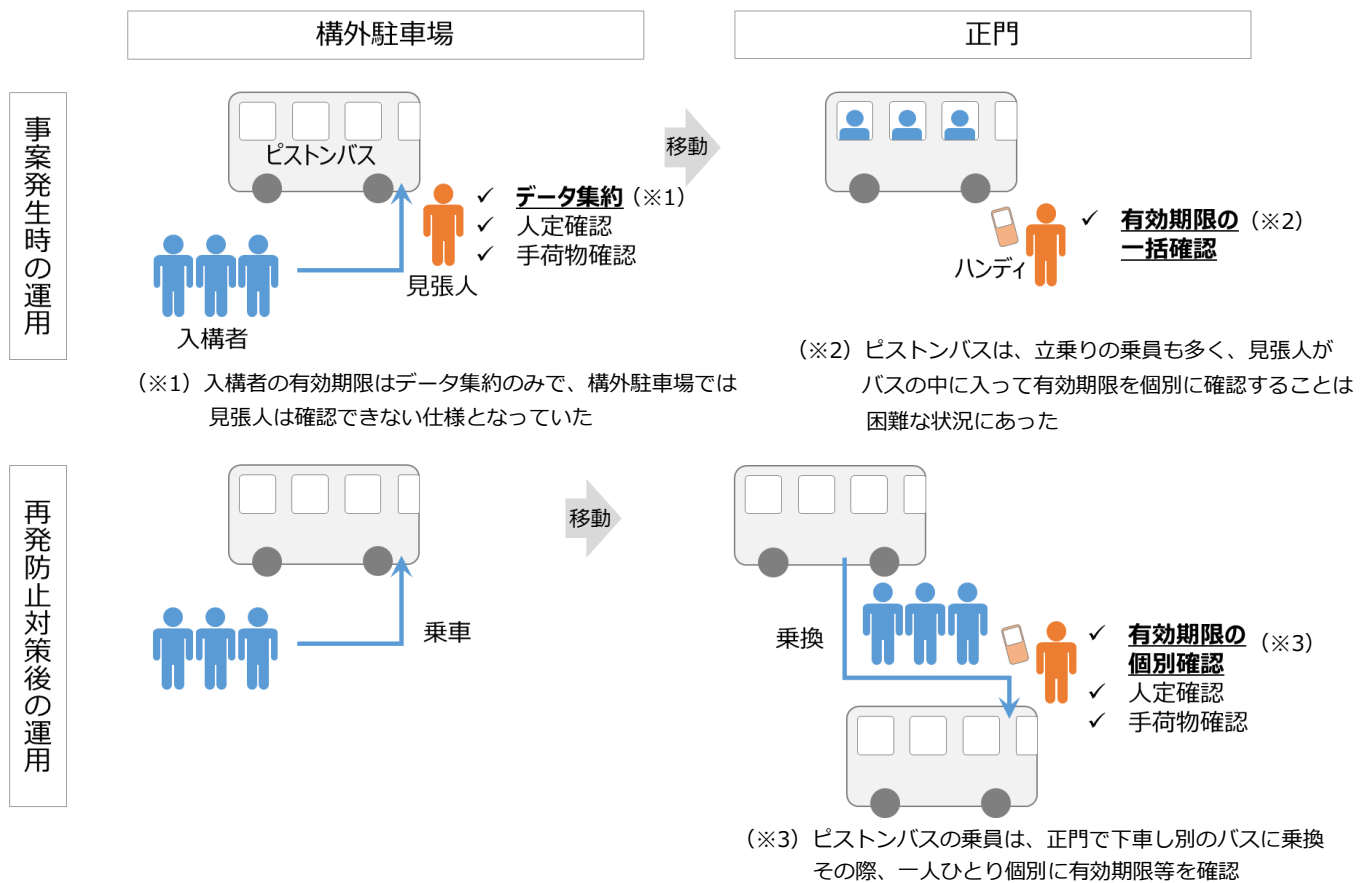 構外駐車場
正門
事案発生時の運用
ピストンバス
✓ データ集約（※1）
✓ 人定確認
✓ 手荷物確認
見張人
入構者
移動
ハンディ
✓ 有効期限の（※2）
一括確認
（※1）入構者の有効期限はデータ集約のみで、構外駐車場では
見張人は確認できない仕様となっていた
（※2）ピストンバスは、立乗りの乗員も多く、見張人が
バスの中に入って有効期限を個別に確認することは
困難な状況にあった
再発防止対策後の運用
乗車
移動
乗換
✓ 有効期限の
個別確認（※3）
✓ 人定確認
✓ 手荷物確認
（※3）ピストンバスの乗員は、正門で下車し別のバスに乗換
その際、一人ひとり個別に有効期限等を確認